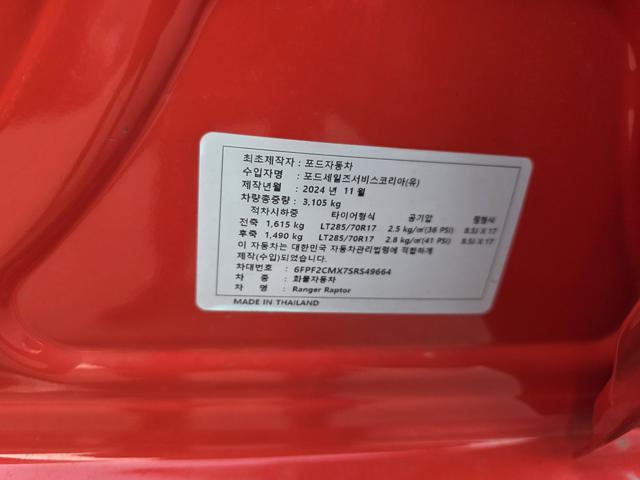 최초제작자 : 포드자동차
수입자명 : 포드세일즈서비스코리아(유)
제작년월 : 2024 년 11 월
차량총중량 : 3,105 kg
적차시하중 타이어형식 공기압 림형식
전축 1,615 kg LT285/70R17 2.5 kg/㎠(36 PSI) 8.5J X 17
후축 1,490 kg LT285/70R17 2.8 kg/㎠(41 PSI) 8.5J X 17
이 자동차는 대한민국 자동차관리법령에 적합하게
제작(수입)되었습니다.
차대번호 : 6FPF2CMX7SRS49664
차 종 : 화물자동차
차 명 : Ranger Raptor
MADE IN THAILAND